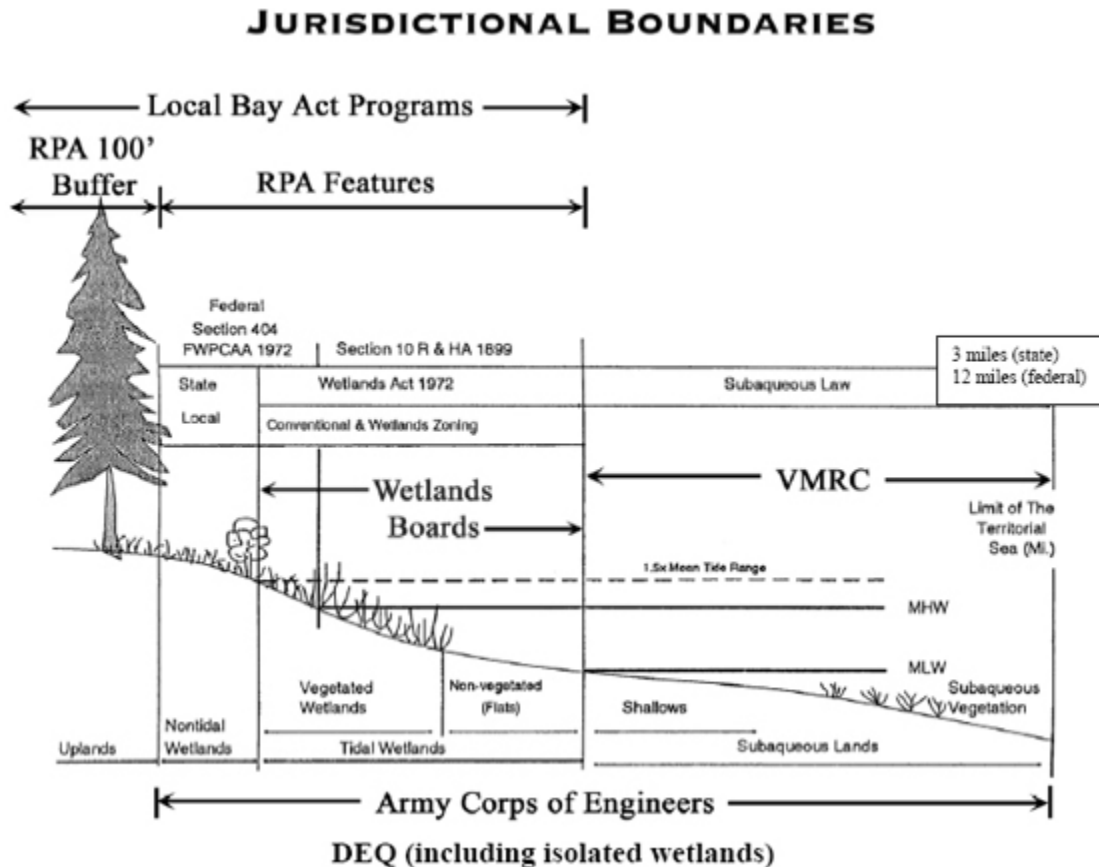 JURISDICTIONAL BOUNDARIES
Local Bay Act Programs
RPA 100'
Buffer
RPA Features
Federal
Section 404
FWPCAA 1972
Section 10 R & HA 1899
3 miles (state)
12 miles (federal)
State
Wetlands Act 1972
Subaqueous Law
Local
Conventional & Wetlands Zoning
Wetlands
Boards
VMRC
Limit of The
Territorial
Sea (Mi.)
1.5x Mean Tide Range
MHW
MLW
Vegetated
Wetlands
Non-vegetated
(Flats)
Shallows
Subaqueous
Vegetation
Uplands
Nontidal
Wetlands
Tidal Wetlands
Subaqueous Lands
Army Corps of Engineers
DEQ (including isolated wetlands)